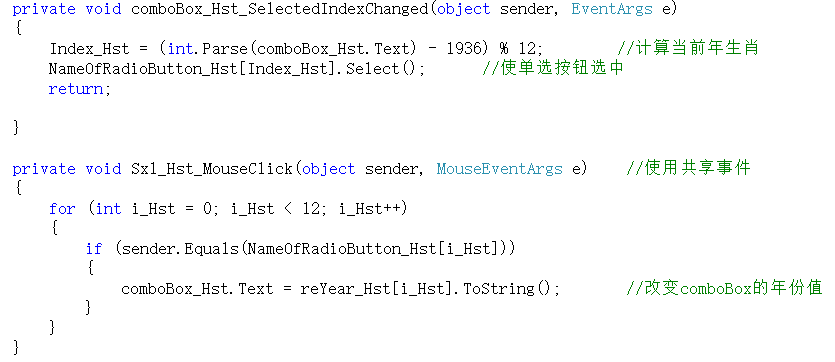 private void comboBox_Hst_SelectedIndexChanged(object sender, EventArgs e)
{
Index_Hst = (int.Parse(comboBox_Hst.Text) - 1936) % 12; //计算当前年生肖
NameOfRadioButton_Hst[Index_Hst].Select(); //使单选按钮选中
return;
}
private void Sxl_Hst_MouseClick(object sender, MouseEventArgs e) //使用共享事件
{
for (int i_Hst = 0; i_Hst < 12; i_Hst++)
{
if (sender.Equals(NameOfRadioButton_Hst[i_Hst]))
{
comboBox_Hst.Text = reYear_Hst[i_Hst].ToString(); //改变comboBox的年份值
}
}
}